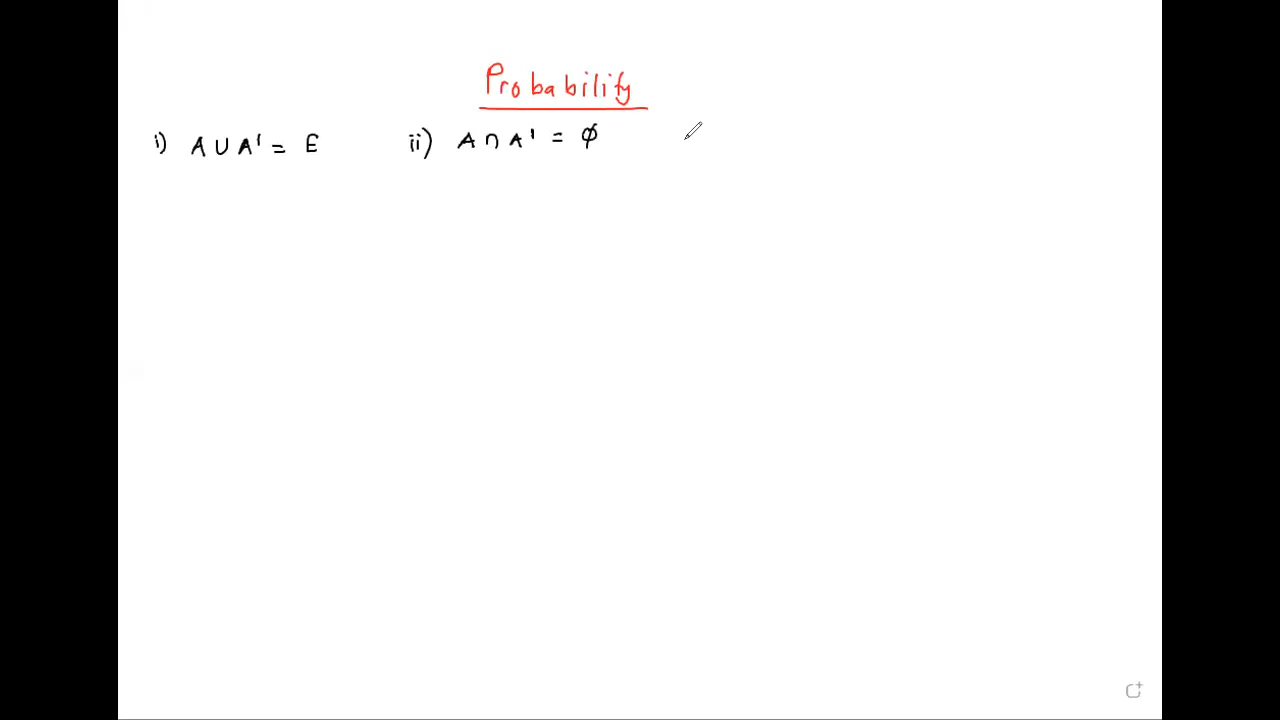 Probability
i) A ∪ A' = E ii) A ∩ A' = ϕ